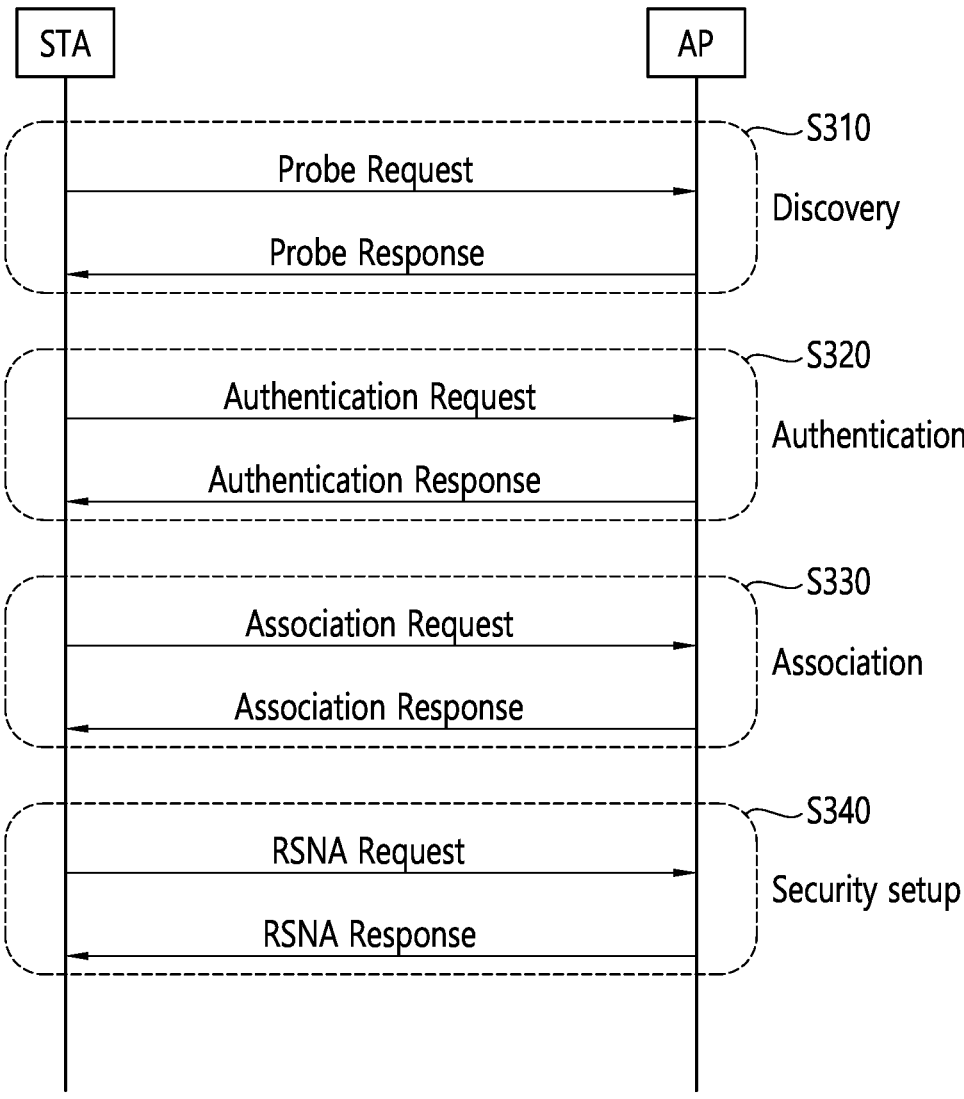 STA
AP
S310
Probe Request
Discovery
Probe Response
S320
Authentication Request
Authentication
Authentication Response
S330
Association Request
Association
Association Response
S340
RSNA Request
Security setup
RSNA Response